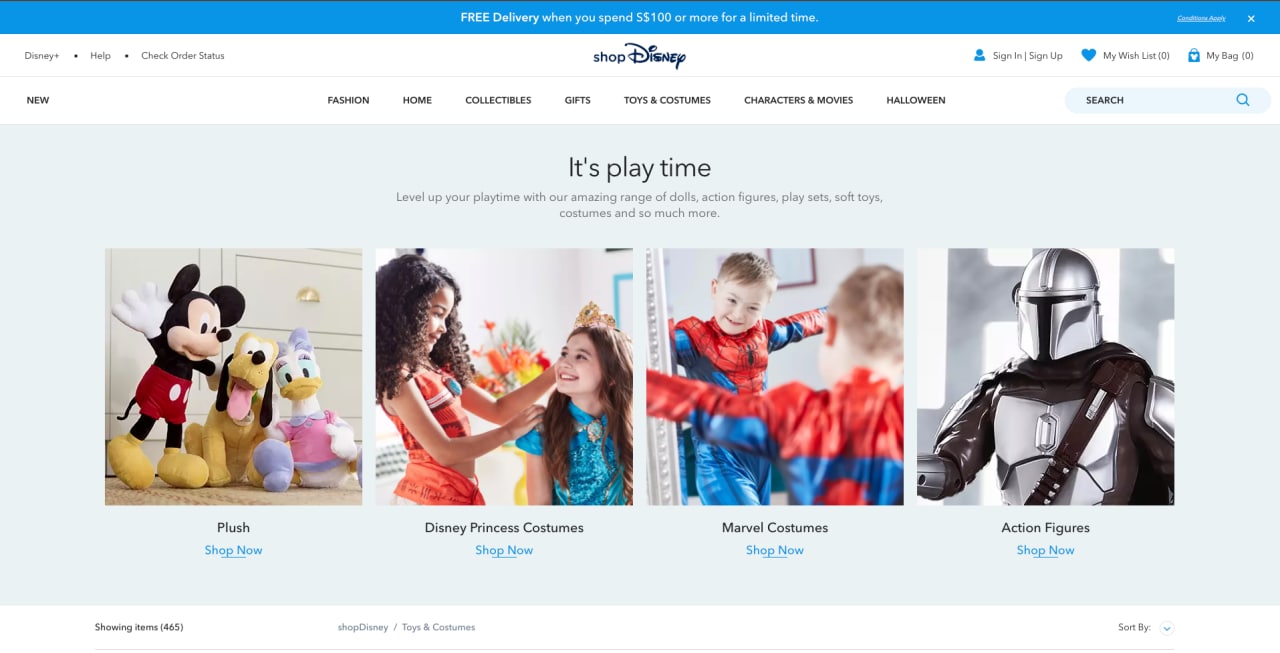 FREE Delivery when you spend S$100 or more for a limited time.
Conditions Apply
Disney+ • Help • Check Order Status
shop Disney
Sign In | Sign Up
My Wish List (0)
My Bag (0)
NEW
FASHION
HOME
COLLECTIBLES
GIFTS
TOYS & COSTUMES
CHARACTERS & MOVIES
HALLOWEEN
SEARCH
It's play time
Level up your playtime with our amazing range of dolls, action figures, play sets, soft toys,
costumes and so much more.
Plush
Shop Now
Disney Princess Costumes
Shop Now
Marvel Costumes
Shop Now
Action Figures
Shop Now
Showing items (465)
shopDisney / Toys & Costumes
Sort By: